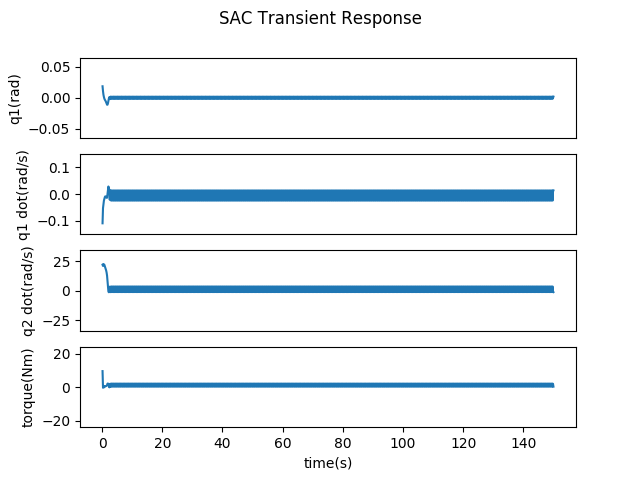 SAC Transient Response
0.05
0.00
−0.05
q1(rad)
0.1
0.0
−0.1
q1 dot(rad/s)
25
0
−25
q2 dot(rad/s)
20
0
−20
torque(Nm)
0 20 40 60 80 100 120 140
time(s)